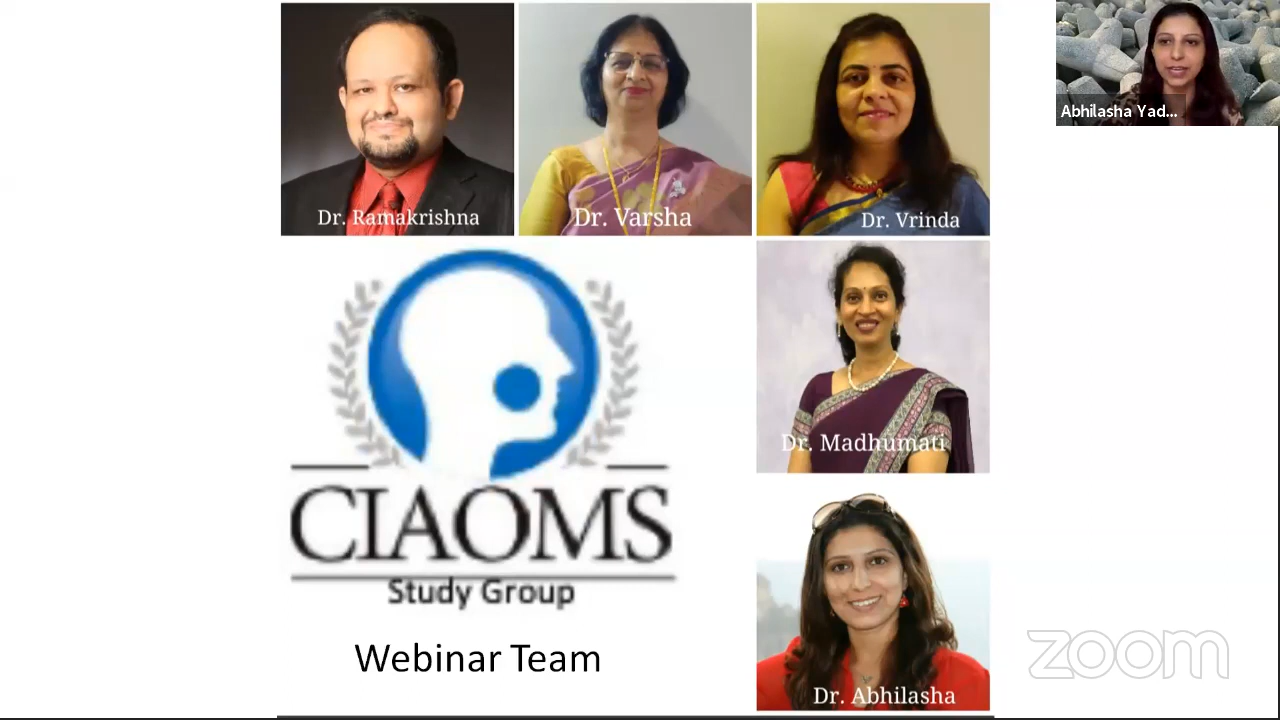 Abhilasha Yad...
Dr. Ramakrishna
Dr. Varsha
Dr. Vrinda
Dr. Madhumati
CIAOMS
Study Group
Webinar Team
Dr. Abhilasha
zoom